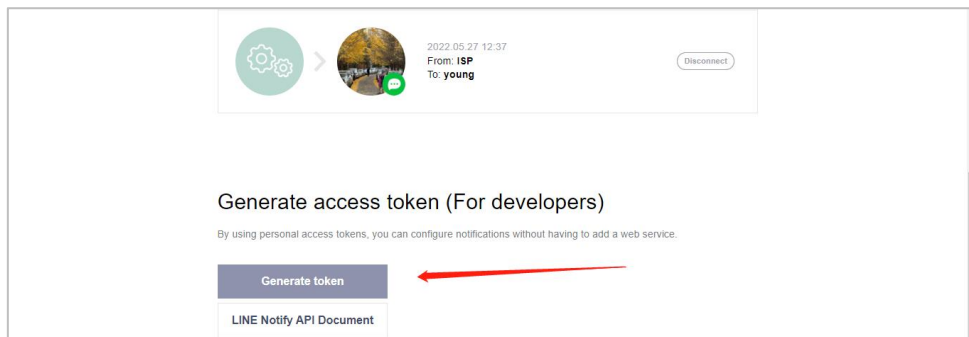 2022.05.27 12:37
From: ISP
To: young
Disconnect
Generate access token (For developers)
By using personal access tokens, you can configure notifications without having to add a web service.
Generate token
LINE Notify API Document